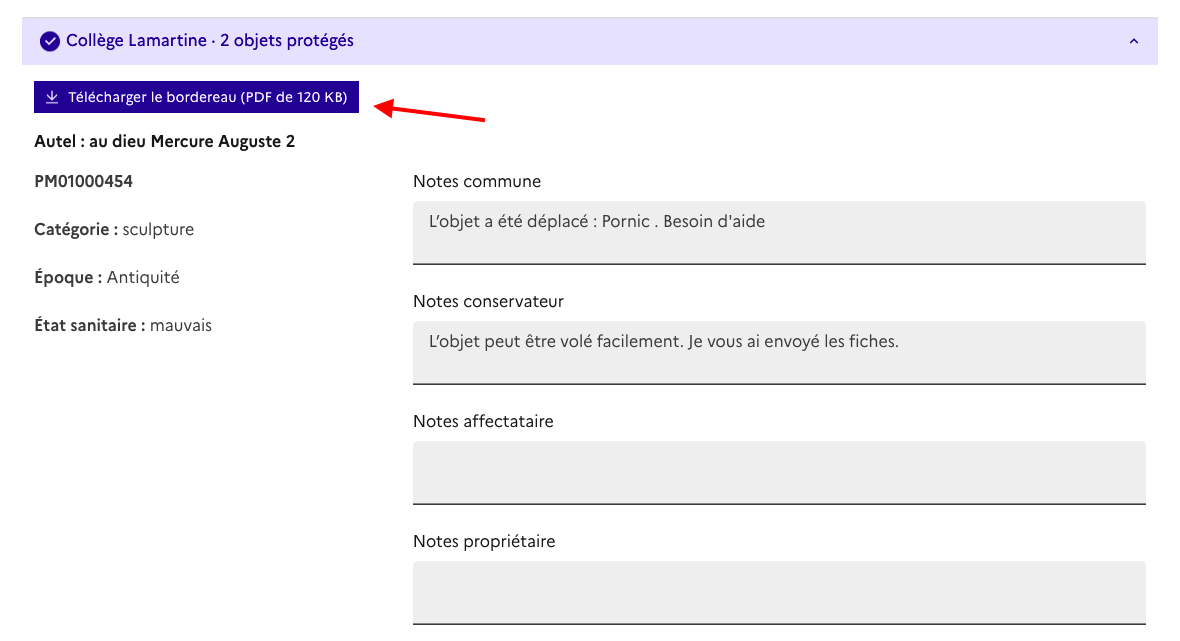 Collège Lamartine · 2 objets protégés
Télécharger le bordereau (PDF de 120 KB)
Autel : au dieu Mercure Auguste 2
PM01000454
Catégorie : sculpture
Époque : Antiquité
État sanitaire : mauvais
Notes commune
L’objet a été déplacé : Pornic . Besoin d'aide
Notes conservateur
L’objet peut être volé facilement. Je vous ai envoyé les fiches.
Notes affectataire
Notes propriétaire